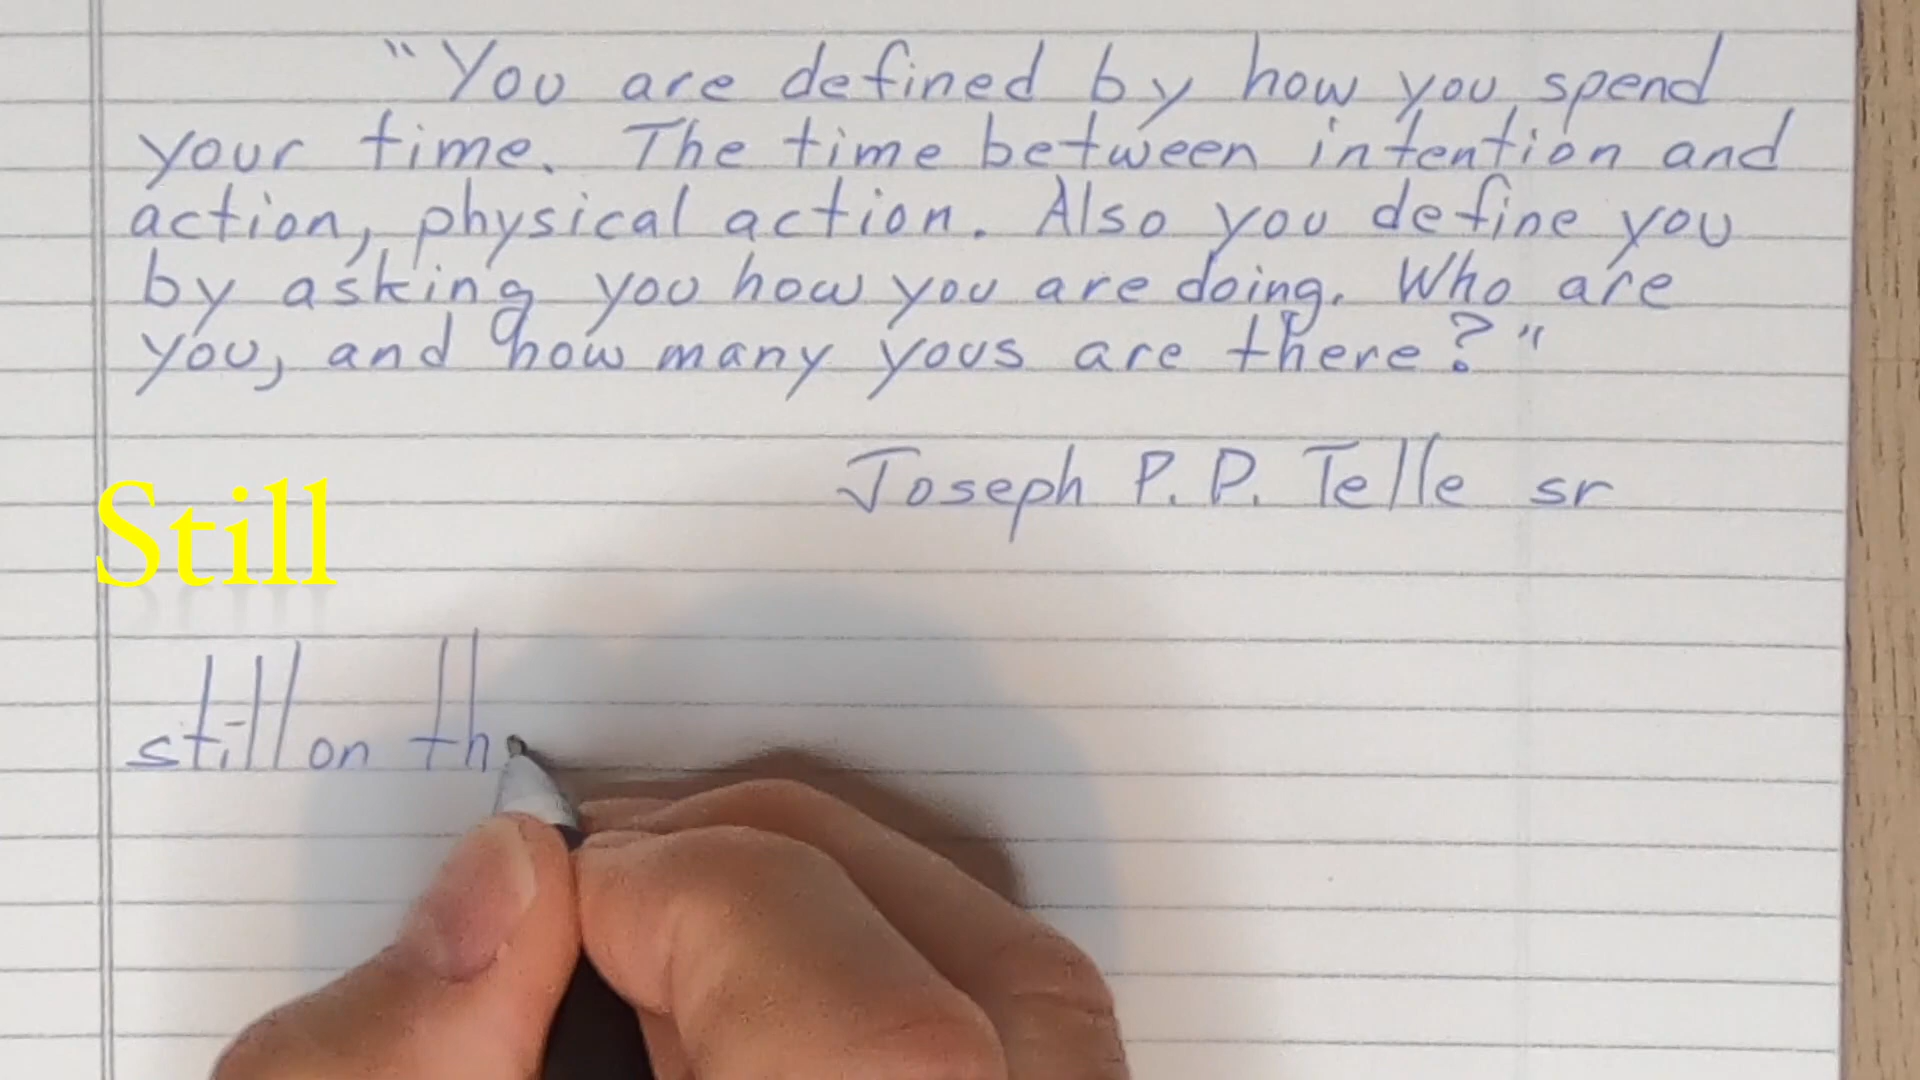 “You are defined by how you spend
your time. The time between intention and
action, physical action. Also you define you
by asking you how you are doing. Who are
you, and how many yous are there?”
Joseph P. P. Telle sr
Still
still on th